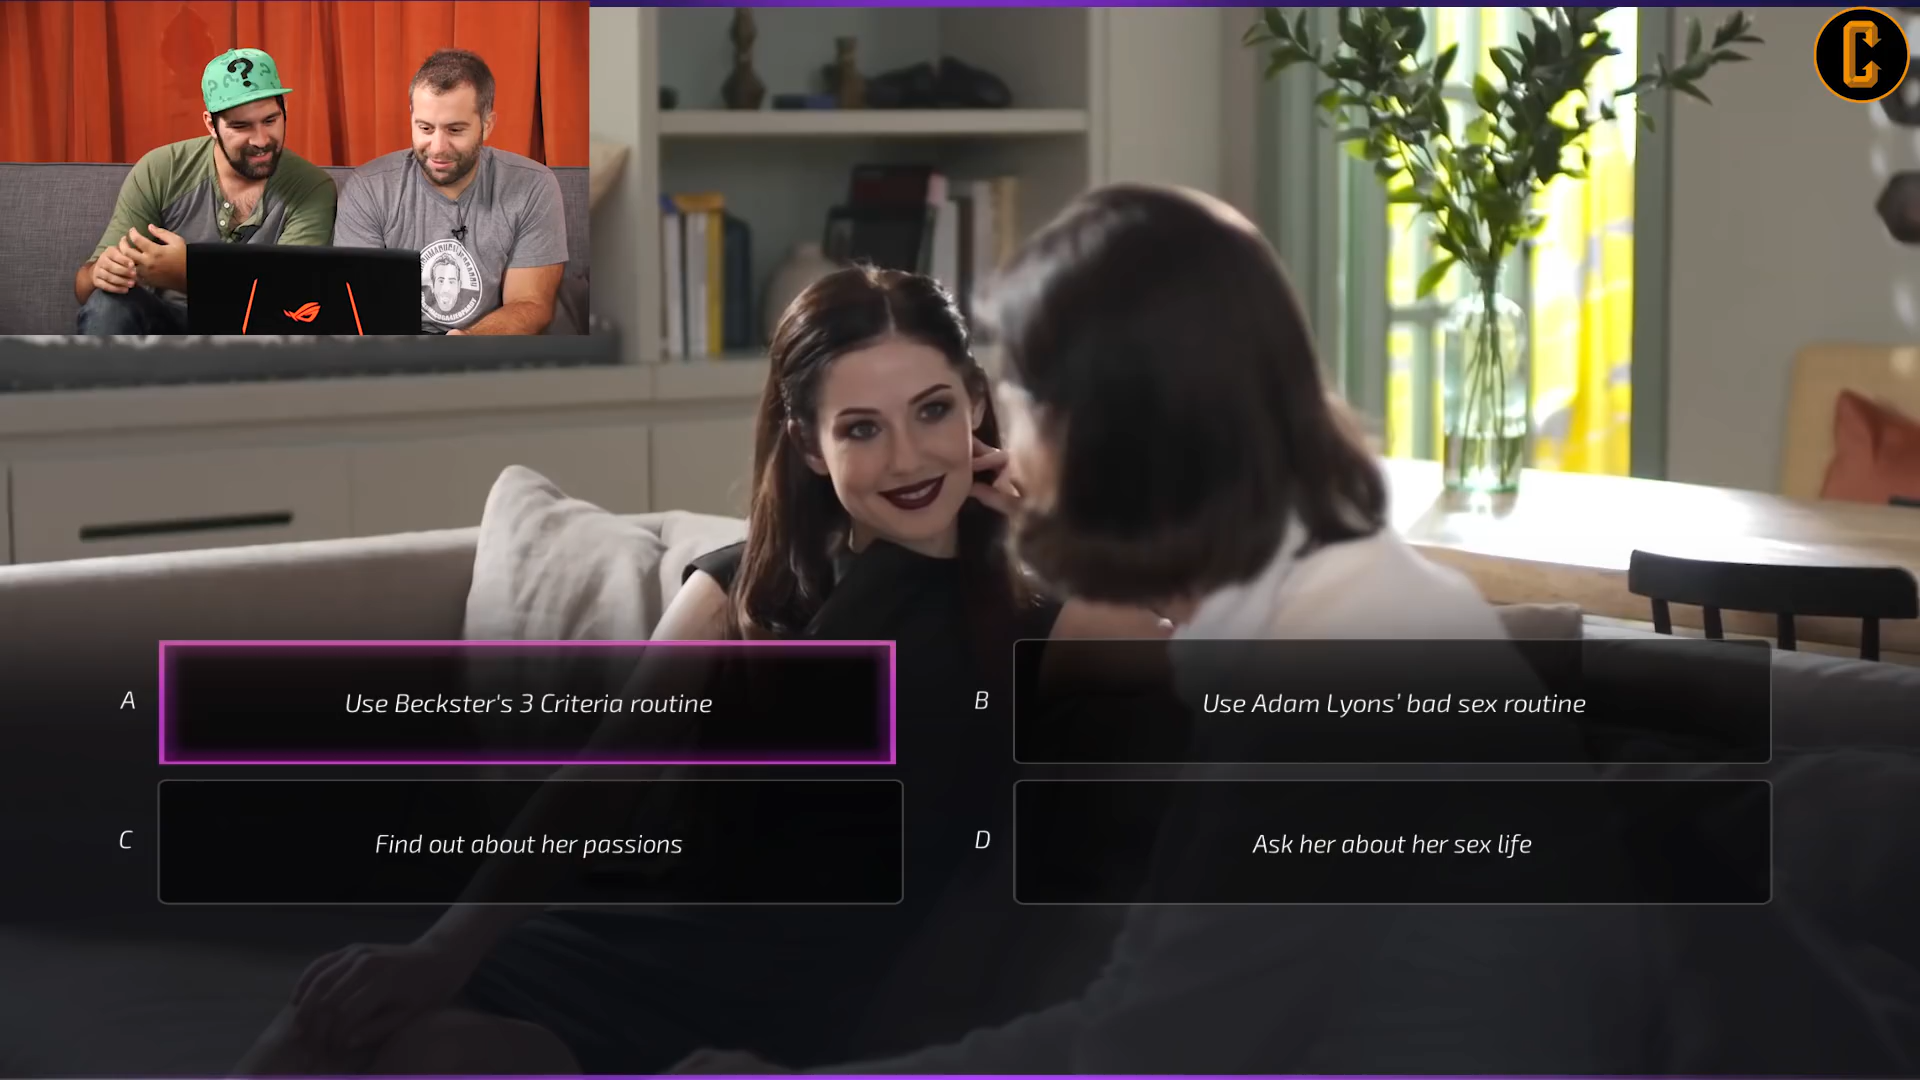 ?
A
Use Beckster's 3 Criteria routine
B
Use Adam Lyons' bad sex routine
C
Find out about her passions
D
Ask her about her sex life
C